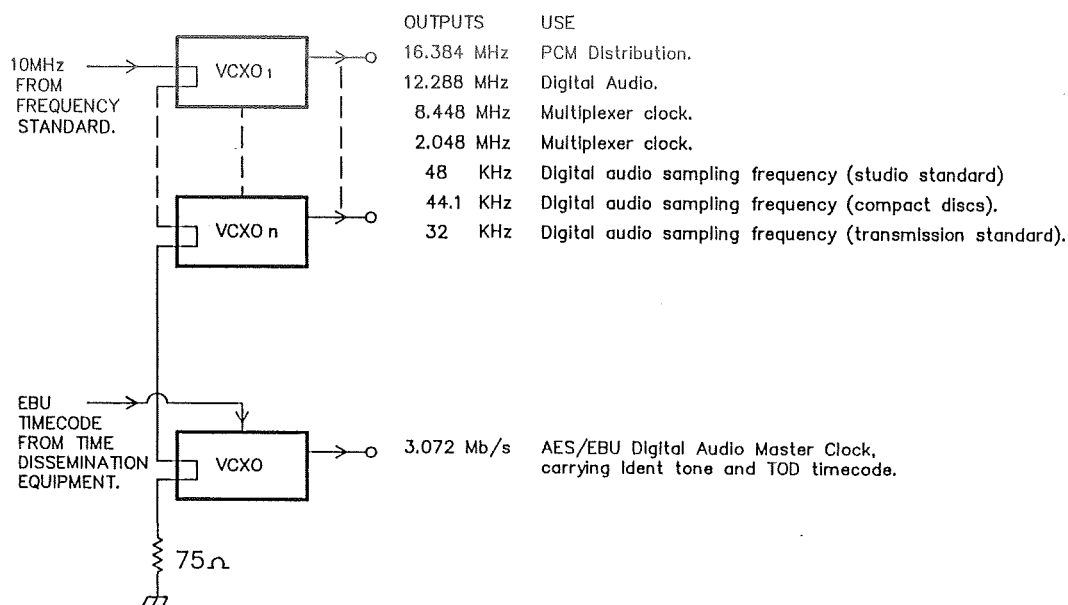 OUTPUTS USE
10MHz
FROM
FREQUENCY
STANDARD.
VCXO 1
16.384 MHz PCM Distribution.
12.288 MHz Digital Audio.
8.448 MHz Multiplexer clock.
2.048 MHz Multiplexer clock.
48 KHz Digital audio sampling frequency (studio standard)
44.1 KHz Digital audio sampling frequency (compact discs).
32 KHz Digital audio sampling frequency (transmission standard).
VCXO n
EBU
TIMECODE
FROM TIME
DISSEMINATION
EQUIPMENT.
VCXO
3.072 Mb/s AES/EBU Digital Audio Master Clock,
carrying Ident tone and TOD timecode.
75Ω